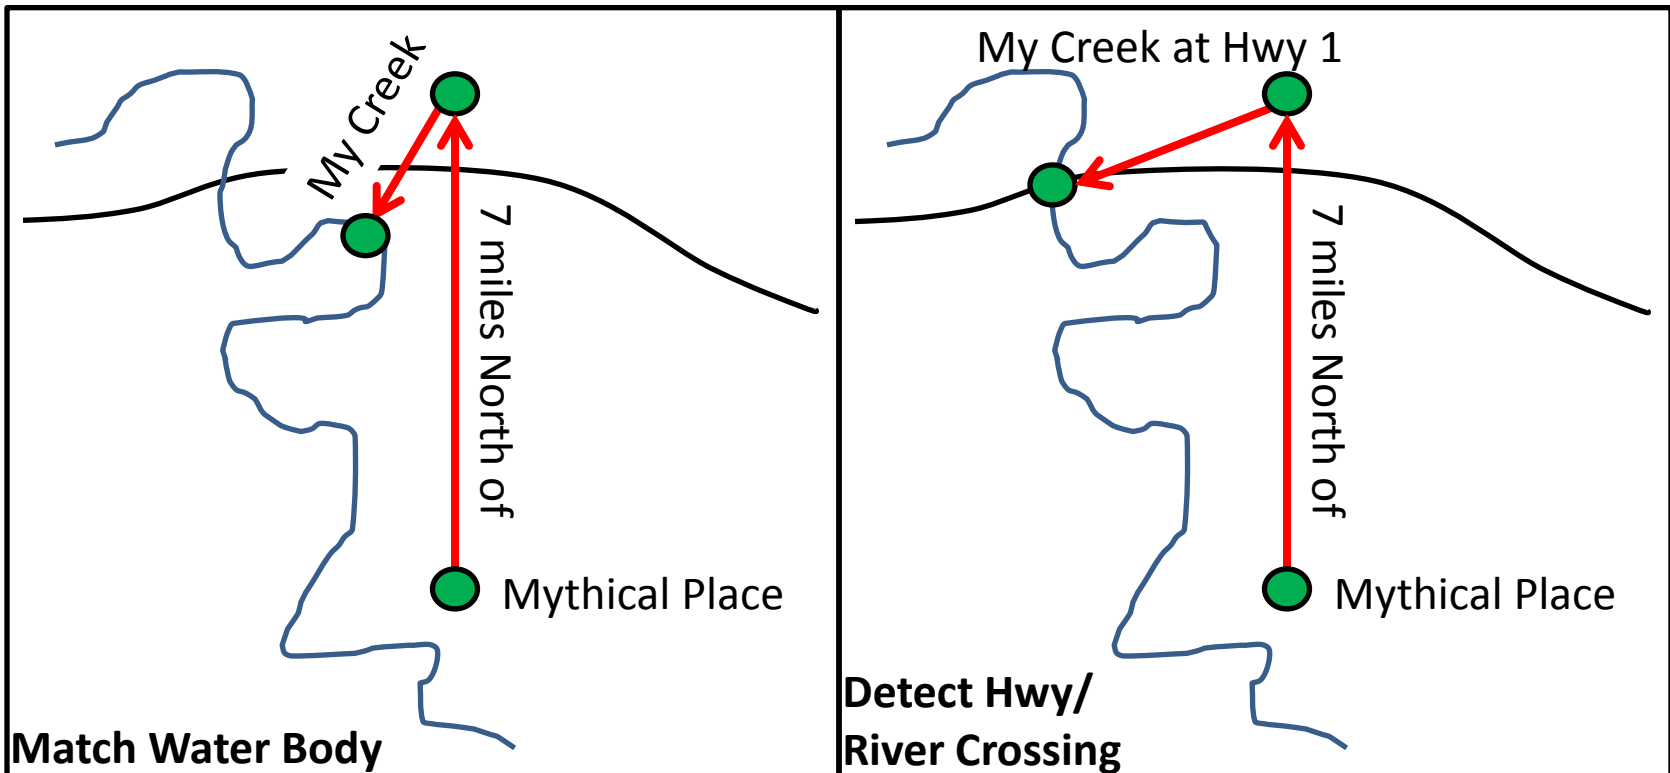 My Creek
7 miles North of
Mythical Place
Match Water Body
My Creek at Hwy 1
7 miles North of
Mythical Place
Detect Hwy/
River Crossing